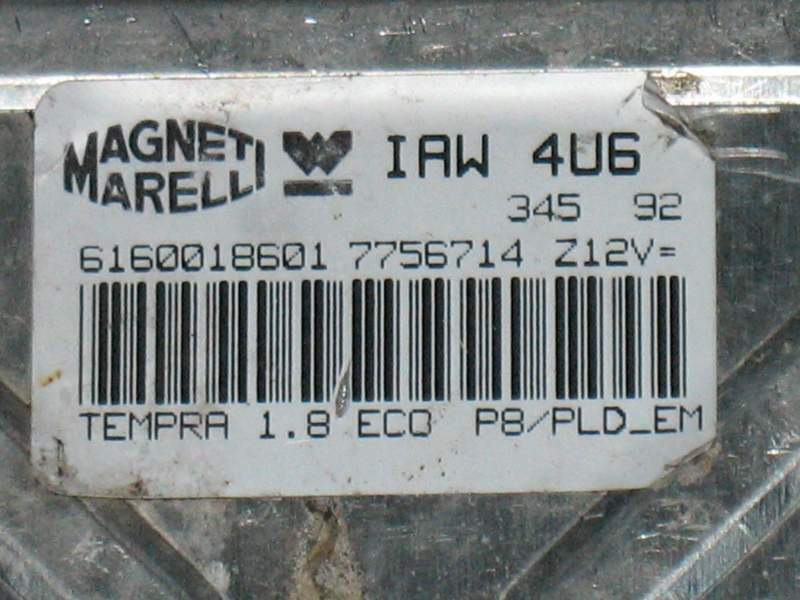 MAGNETI MARELLI IAW 4U6
345 92
6160018601 7756714 Z12V=
TEMPRA 1.8 ECO P8/PLD_EM